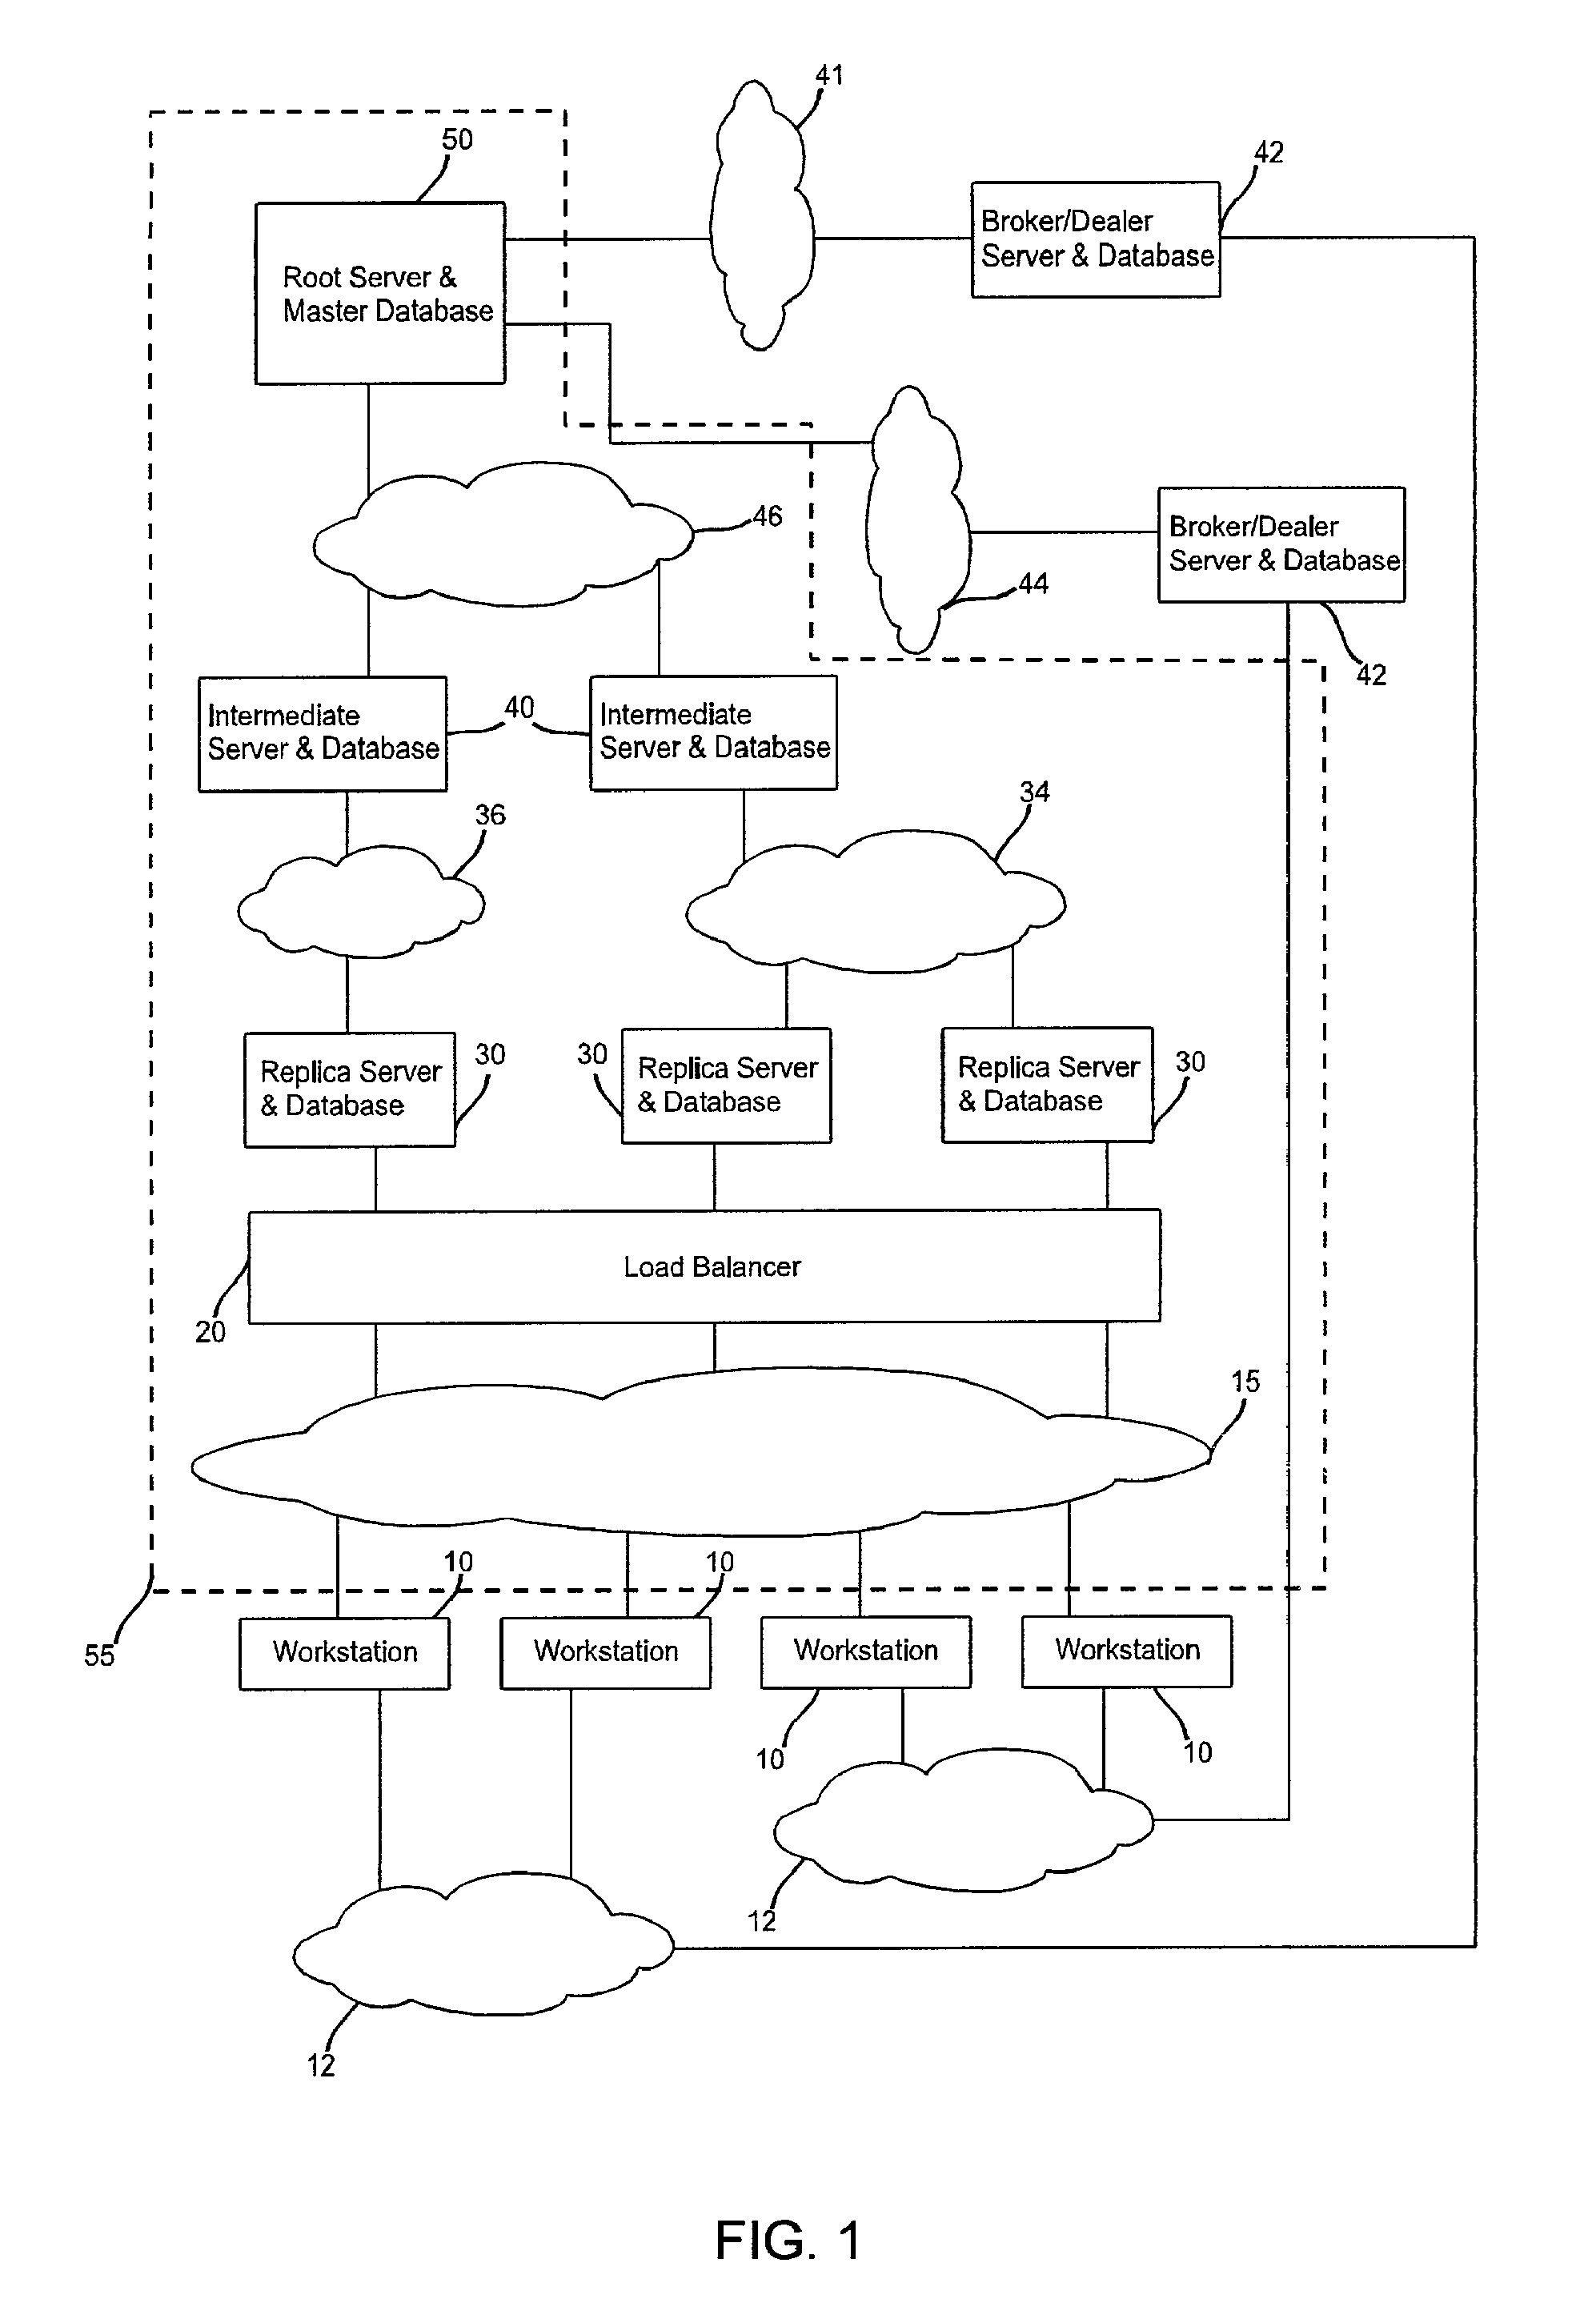 41
50
42
Broker/Dealer
Server & Database
Root Server &
Master Database
46
Broker/Dealer
Server & Database
44
42
Intermediate
Server & Database
40
Intermediate
Server & Database
36
34
Replica Server
& Database
30
30
Replica Server
& Database
Replica Server
& Database
30
Load Balancer
20
15
10
10
55
Workstation
Workstation
Workstation
Workstation
10
10
12
12
FIG. 1